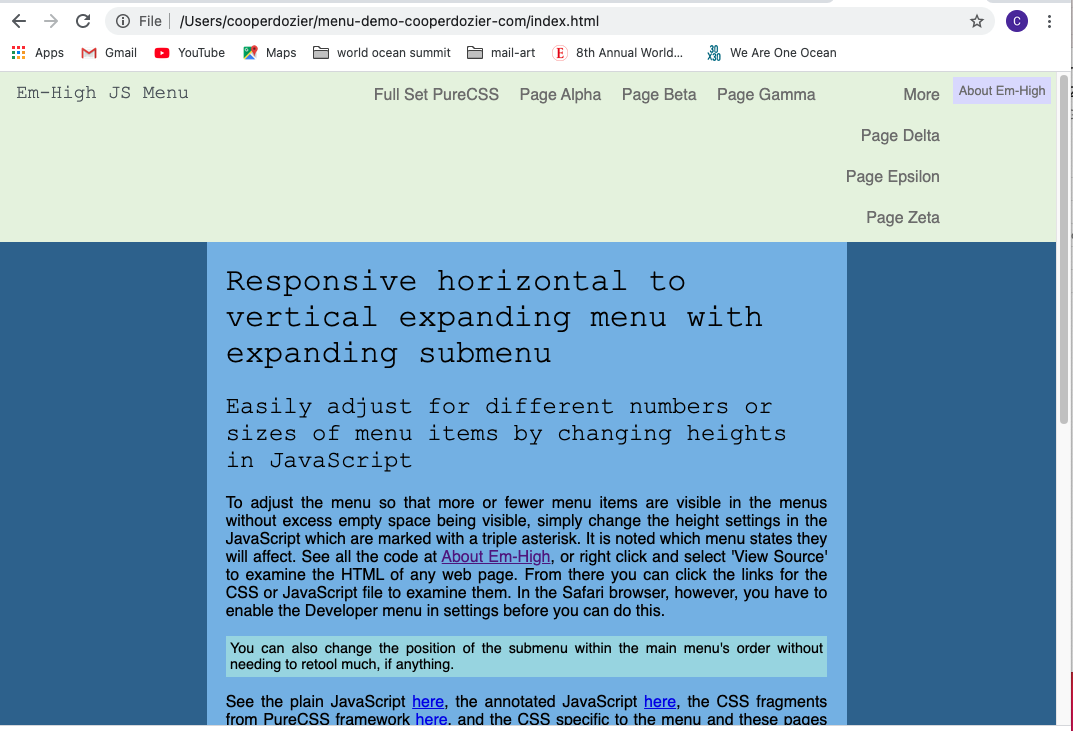 File /Users/cooperdozier/menu-demo-cooperdozier-com/index.html C
Apps Gmail YouTube Maps world ocean summit mail-art E 8th Annual World... We Are One Ocean
Em-High JS Menu Full Set PureCSS Page Alpha Page Beta Page Gamma More About Em-High
Page Delta
Page Epsilon
Page Zeta
Responsive horizontal to
vertical expanding menu with
expanding submenu
Easily adjust for different numbers or
sizes of menu items by changing heights
in JavaScript
To adjust the menu so that more or fewer menu items are visible in the menus
without excess empty space being visible, simply change the height settings in the
JavaScript which are marked with a triple asterisk. It is noted which menu states they
will affect. See all the code at About Em-High, or right click and select 'View Source'
to examine the HTML of any web page. From there you can click the links for the
CSS or JavaScript file to examine them. In the Safari browser, however, you have to
enable the Developer menu in settings before you can do this.
You can also change the position of the submenu within the main menu's order without
needing to retool much, if anything.
See the plain JavaScript here, the annotated JavaScript here, the CSS fragments
from PureCSS framework here, and the CSS specific to the menu and these pages